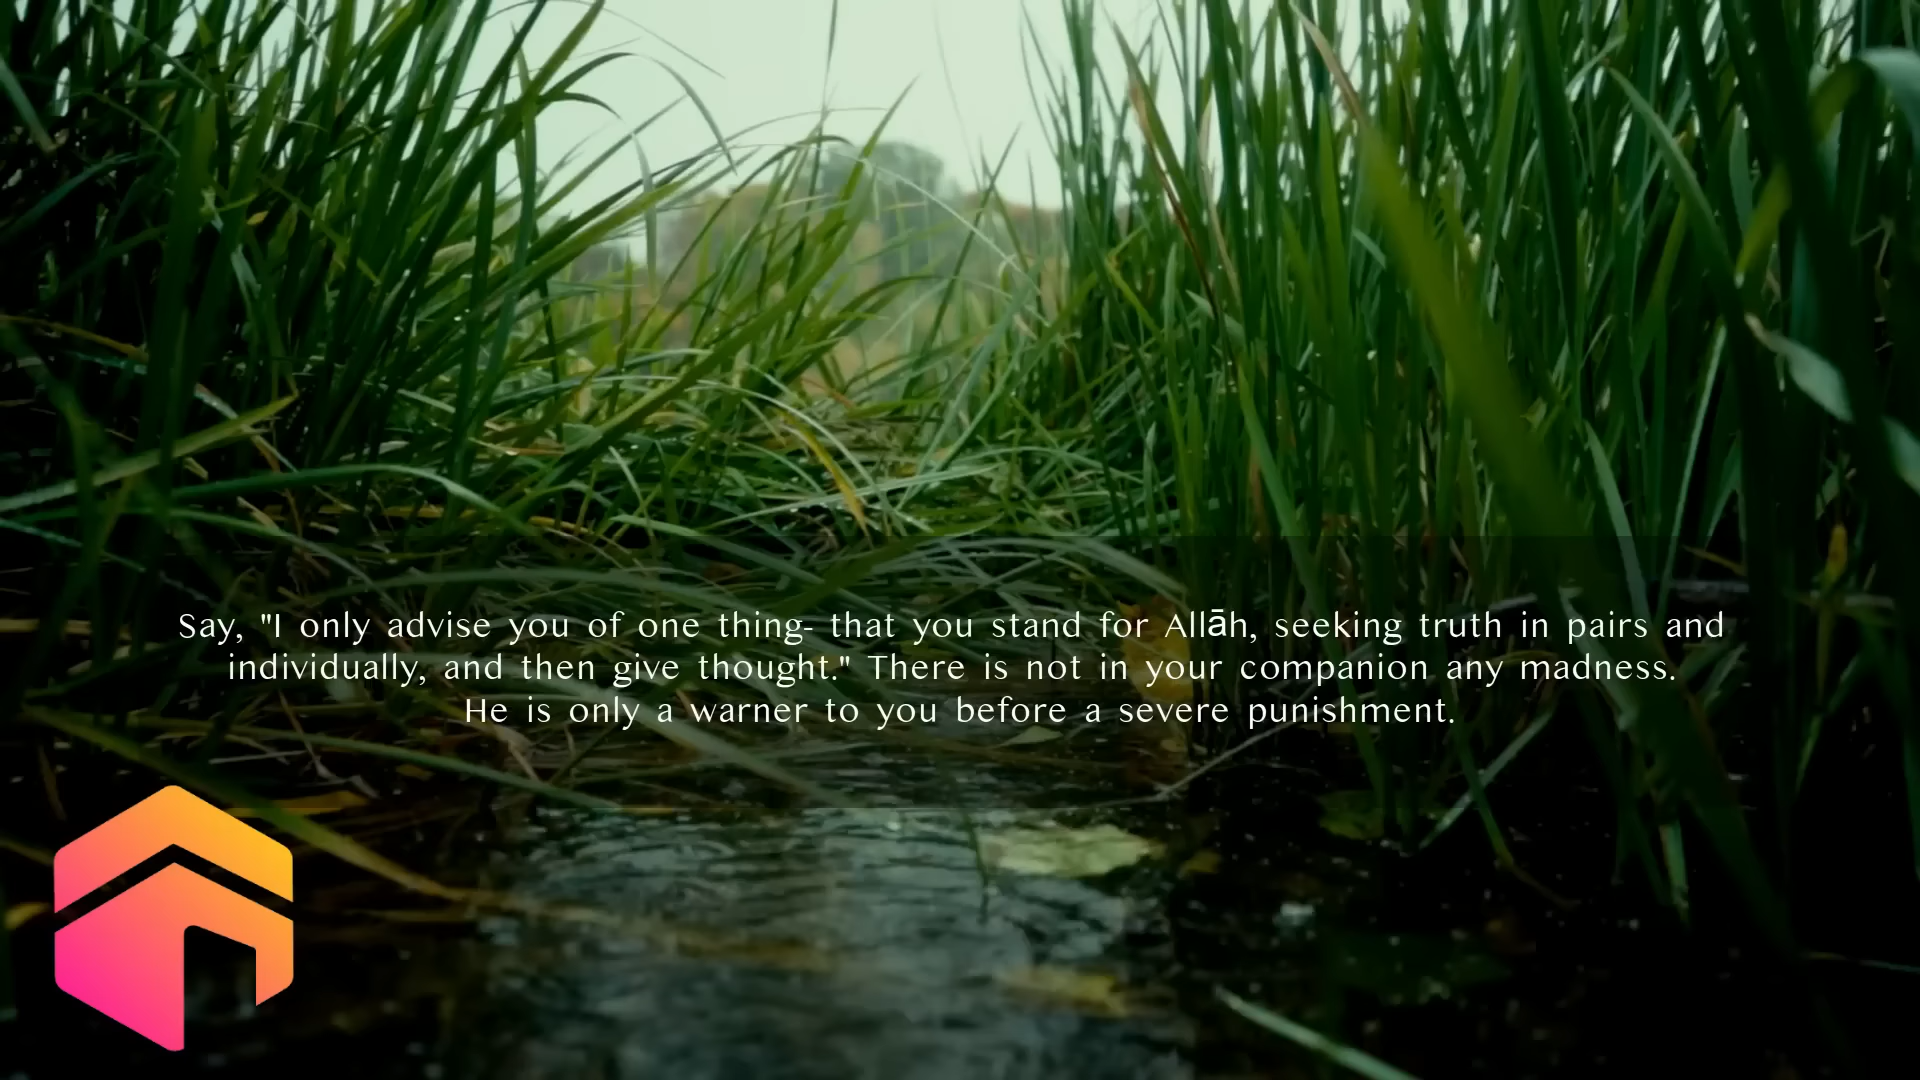 Say, "I only advise you of one thing- that you stand for Allāh, seeking truth in pairs and
individually, and then give thought." There is not in your companion any madness.
He is only a warner to you before a severe punishment.